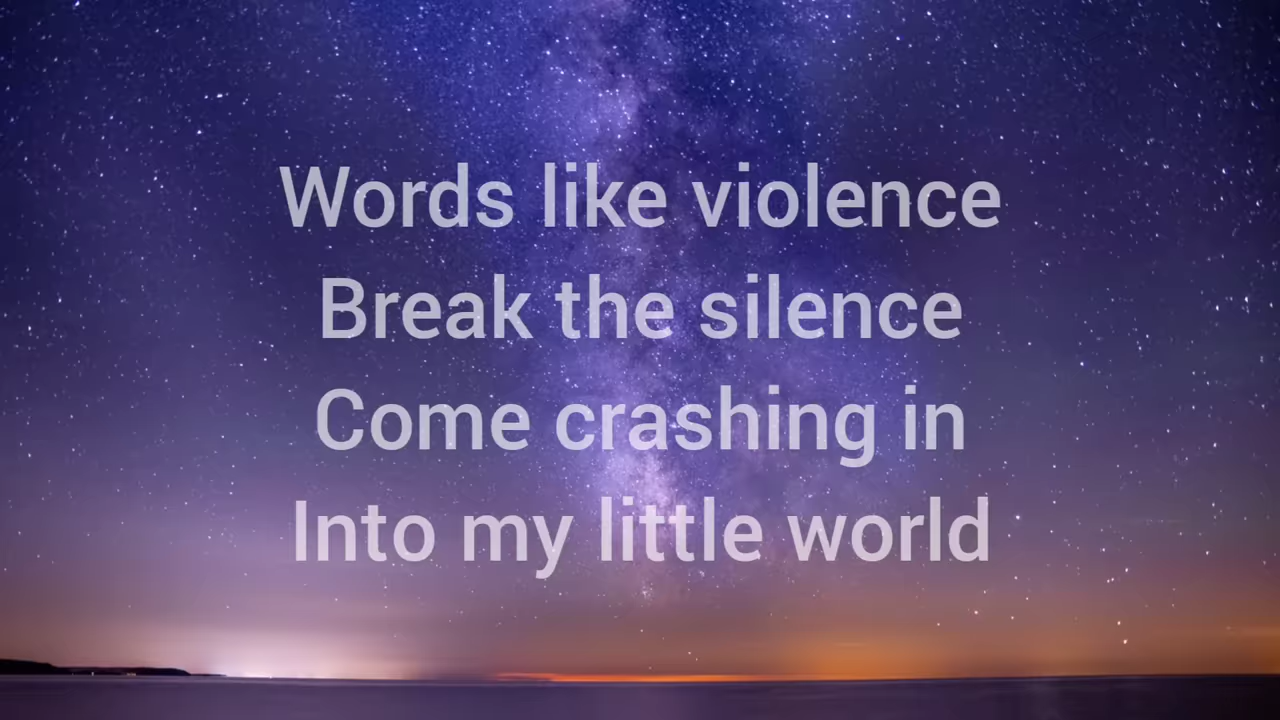 Words like violence
Break the silence
Come crashing in
Into my little world